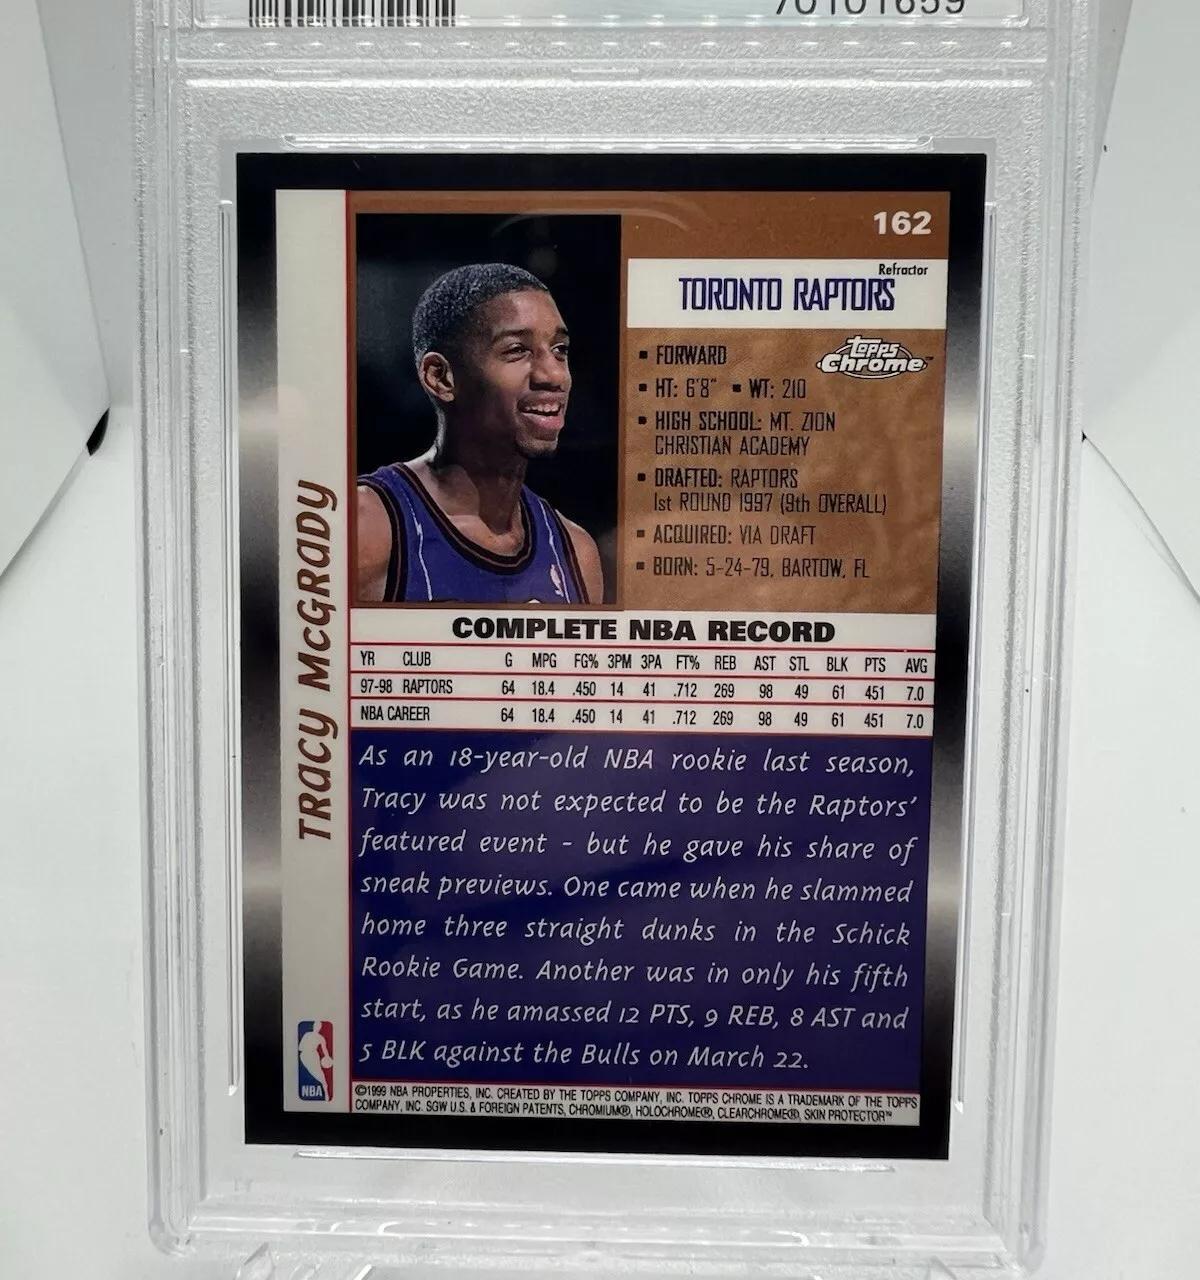 70101659
162
Refractor
TORONTO RAPTORS
Topps
Chrome™
▪ FORWARD
▪ HT: 6'8" ▪ WT: 210
▪ HIGH SCHOOL: MT. ZION
CHRISTIAN ACADEMY
▪ DRAFTED: RAPTORS
1st ROUND 1997 (9th OVERALL)
▪ ACQUIRED: VIA DRAFT
▪ BORN: 5-24-79, BARTOW, FL
TRACY McGRADY
COMPLETE NBA RECORD
YR CLUB G MPG FG% 3PM 3PA FT% REB AST STL BLK PTS AVG
97-98 RAPTORS 64 18.4 .450 14 41 .712 269 98 49 61 451 7.0
NBA CAREER 64 18.4 .450 14 41 .712 269 98 49 61 451 7.0
As an 18-year-old NBA rookie last season,
Tracy was not expected to be the Raptors'
featured event - but he gave his share of
sneak previews. One came when he slammed
home three straight dunks in the Schick
Rookie Game. Another was in only his fifth
start, as he amassed 12 PTS, 9 REB, 8 AST and
5 BLK against the Bulls on March 22.
NBA
©1999 NBA PROPERTIES, INC. CREATED BY THE TOPPS COMPANY, INC. TOPPS CHROME IS A TRADEMARK OF THE TOPPS
COMPANY, INC. SGW U.S. & FOREIGN PATENTS, CHROMIUM®, HOLOCHROME®, CLEARCHROME®, SKIN PROTECTOR™